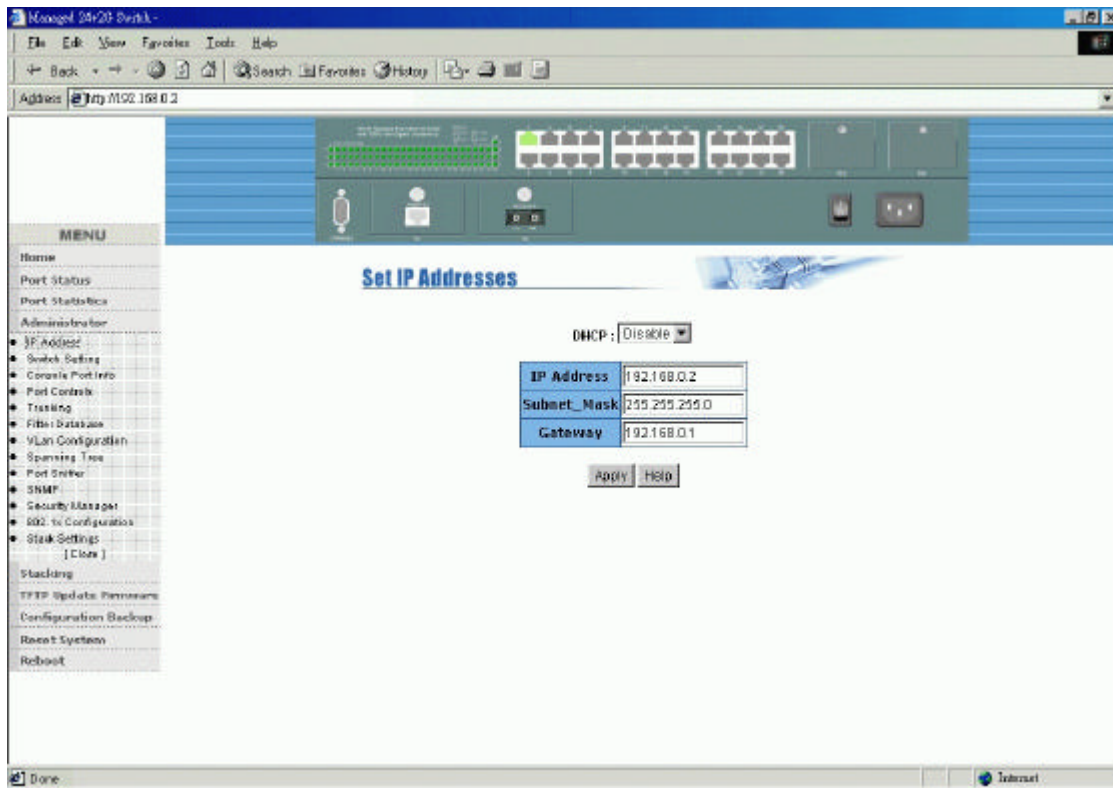 Managed 24+2G Switch -
File Edit View Favorites Tools Help
Back Search Favorites History
Address http://192.168.0.2
MENU
Home
Port Status
Port Statistics
Administrator
IP Address
Switch Setting
Console Port Info
Port Controls
Trunking
Filter Database
VLan Configuration
Spanning Tree
Port Sniffer
SNMP
Security Manager
802.1x Configuration
Stack Settings
[ Close ]
Stacking
TFTP Update Firmware
Configuration Backup
Reset System
Reboot
Set IP Addresses
DHCP : Disable
IP Address 192.168.0.2
Subnet_Mask 255.255.255.0
Gateway 192.168.0.1
Apply Help
Done
Internet